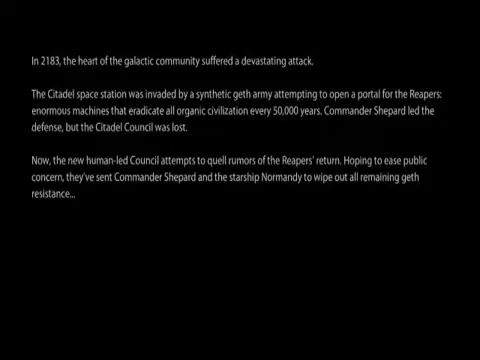 In 2183, the heart of the galactic community suffered a devastating attack.
The Citadel space station was invaded by a synthetic geth army attempting to open a portal for the Reapers:
enormous machines that eradicate all organic civilization every 50,000 years. Commander Shepard led the
defense, but the Citadel Council was lost.
Now, the new human-led Council attempts to quell rumors of the Reapers' return. Hoping to ease public
concern, they've sent Commander Shepard and the starship Normandy to wipe out all remaining geth
resistance...